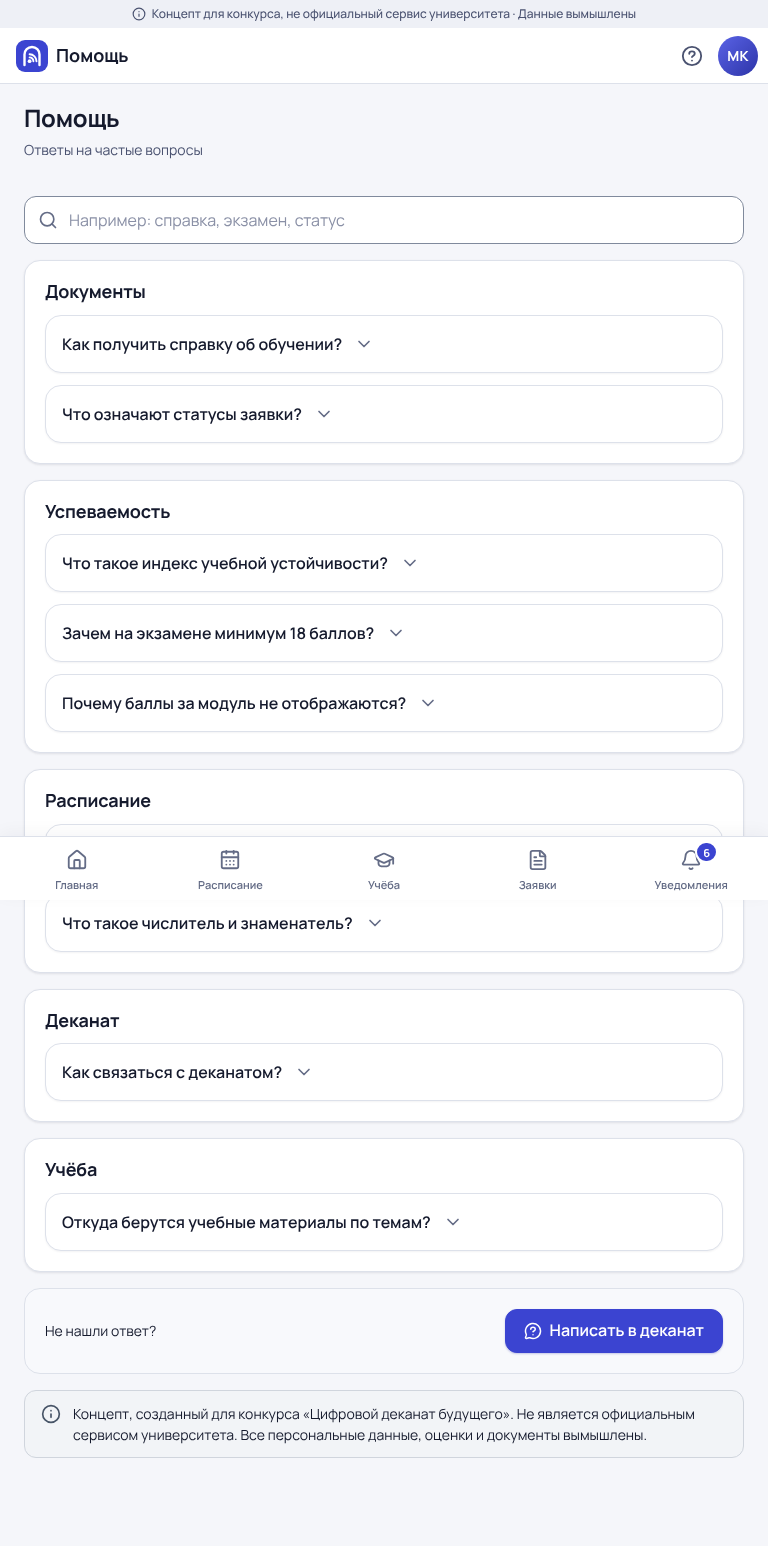 Концепт для конкурса, не официальный сервис университета · Данные вымышлены
Помощь
МК
Помощь
Ответы на частые вопросы
Например: справка, экзамен, статус
Документы
Как получить справку об обучении?
Что означают статусы заявки?
Успеваемость
Что такое индекс учебной устойчивости?
Зачем на экзамене минимум 18 баллов?
Почему баллы за модуль не отображаются?
Расписание
6
Главная
Расписание
Учёба
Заявки
Уведомления
Что такое числитель и знаменатель?
Деканат
Как связаться с деканатом?
Учёба
Откуда берутся учебные материалы по темам?
Не нашли ответ?
Написать в деканат
Концепт, созданный для конкурса «Цифровой деканат будущего». Не является официальным
сервисом университета. Все персональные данные, оценки и документы вымышлены.